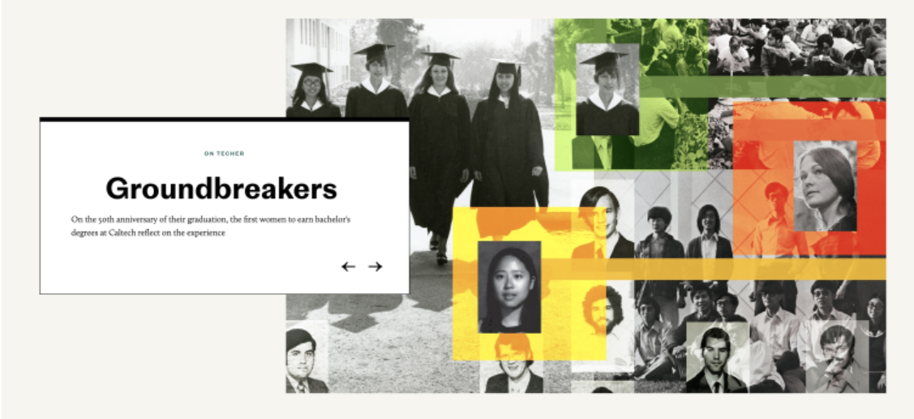 ON TECHER
Groundbreakers
On the 50th anniversary of their graduation, the first women to earn bachelor's
degrees at Caltech reflect on the experience